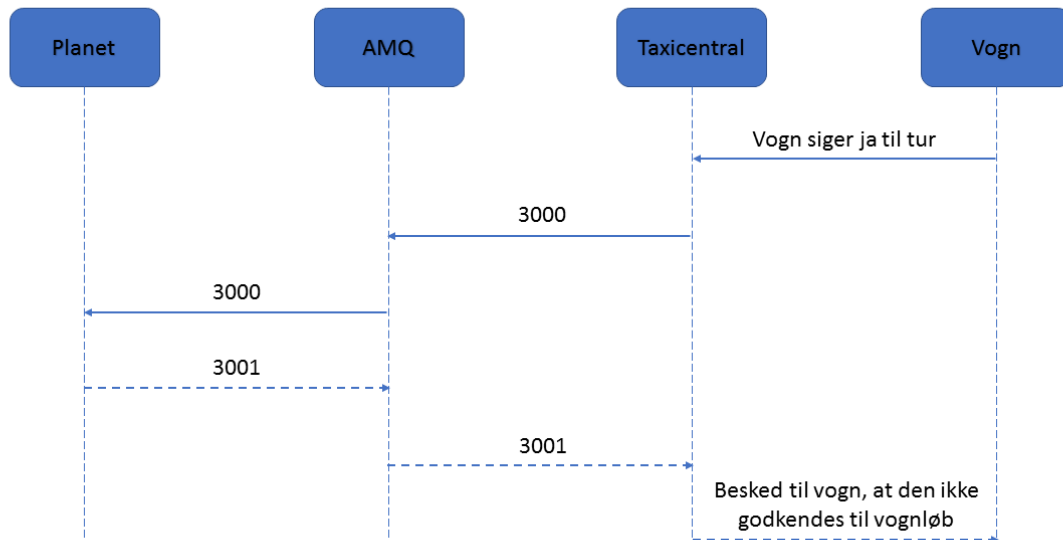 Planet
AMQ
Taxicentral
Vogn
Vogn siger ja til tur
3000
3000
3001
3001
Besked til vogn, at den ikke
godkendes til vognløb